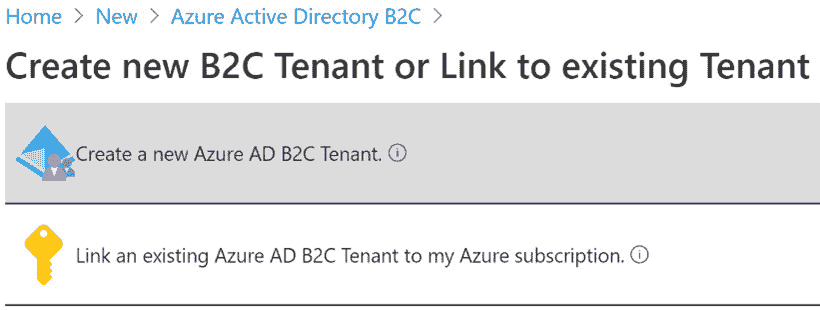 Home > New > Azure Active Directory B2C >
Create new B2C Tenant or Link to existing Tenant
Create a new Azure AD B2C Tenant.
Link an existing Azure AD B2C Tenant to my Azure subscription.